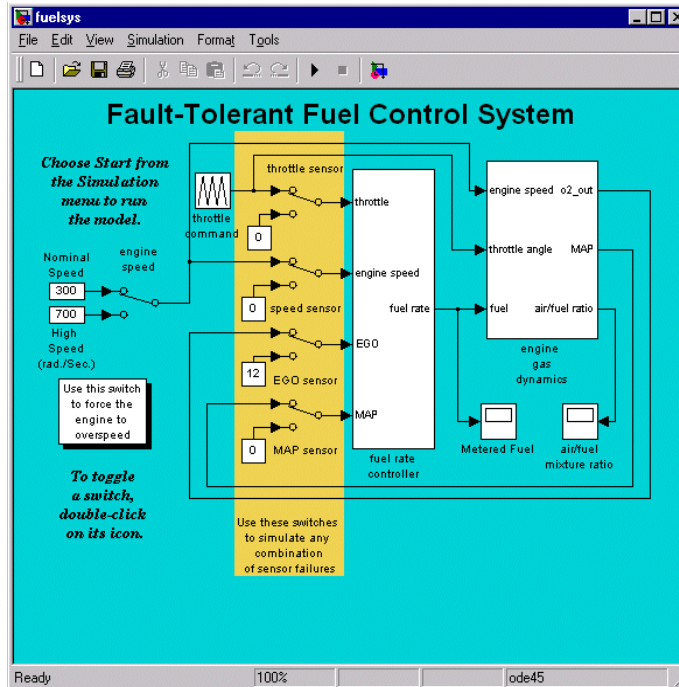 fuelsys
File Edit View Simulation Format Tools
Fault-Tolerant Fuel Control System
Choose Start from
the Simulation
menu to run
the model.
throttle sensor
throttle
command
0
throttle
engine
speed
Nominal
Speed
300
700
High
Speed
(rad./Sec.)
engine speed
0
speed sensor
fuel rate
EGO
12
EGO sensor
MAP
0
MAP sensor
fuel rate
controller
engine speed
o2_out
throttle angle
MAP
fuel
air/fuel ratio
engine
gas
dynamics
Metered Fuel
air/fuel
mixture ratio
Use this switch
to force the
engine to
overspeed
To toggle
a switch,
double-click
on its icon.
Use these switches
to simulate any
combination
of sensor failures
Ready
100%
ode45